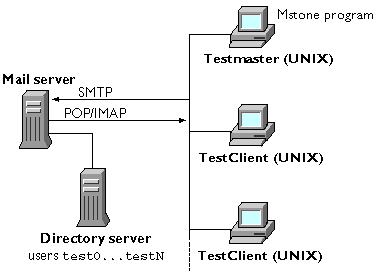 Mstone program
Testmaster (UNIX)
Mail server
SMTP
POP/IMAP
TestClient (UNIX)
Directory server
users test0...testN
TestClient (UNIX)